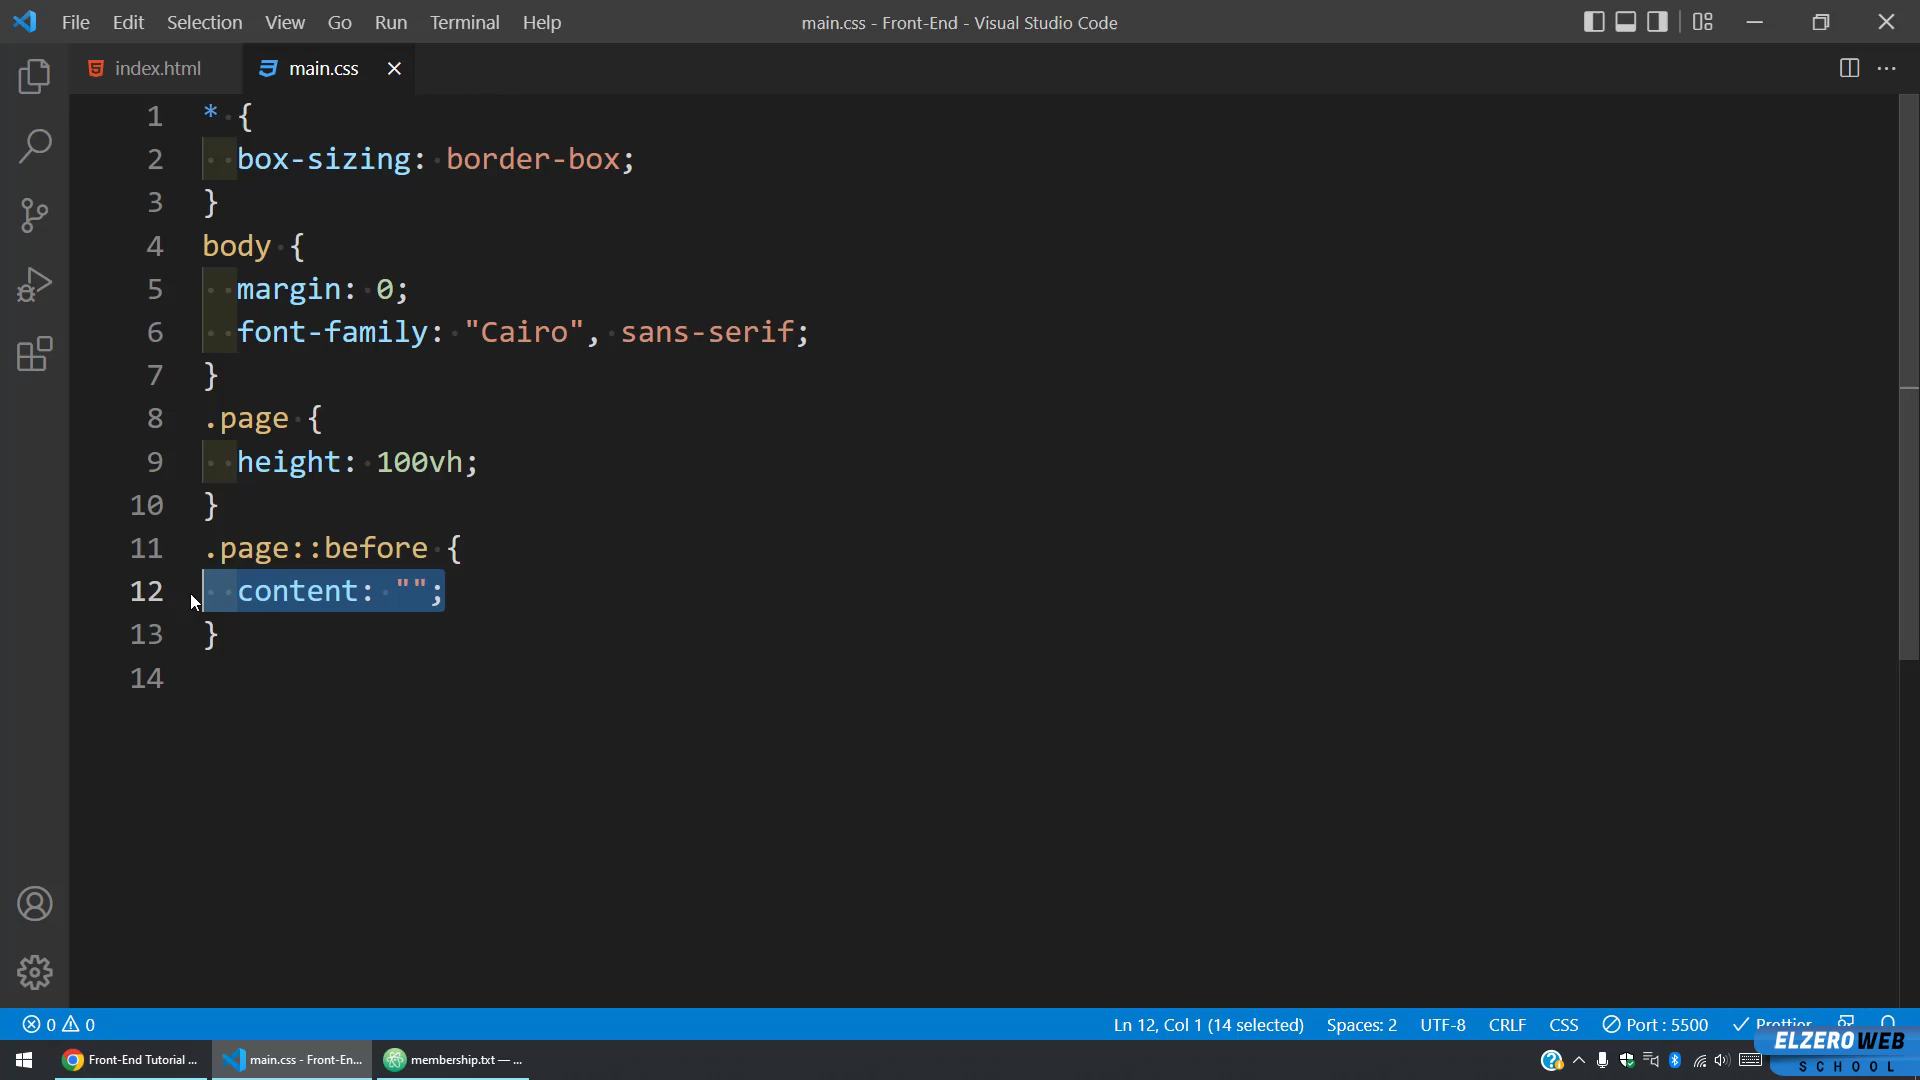 File Edit Selection View Go Run Terminal Help
main.css - Front-End - Visual Studio Code
index.html
main.css
1 * {
2 box-sizing: border-box;
3 }
4 body {
5 margin: 0;
6 font-family: "Cairo", sans-serif;
7 }
8 .page {
9 height: 100vh;
10 }
11 .page::before {
12 content: "";
13 }
14
0 0
Ln 12, Col 1 (14 selected) Spaces: 2 UTF-8 CRLF CSS Port : 5500 Prettier
ELZEROWEB
SCHOOL
Front-End Tutorial ...
main.css - Front-En...
membership.txt — ...